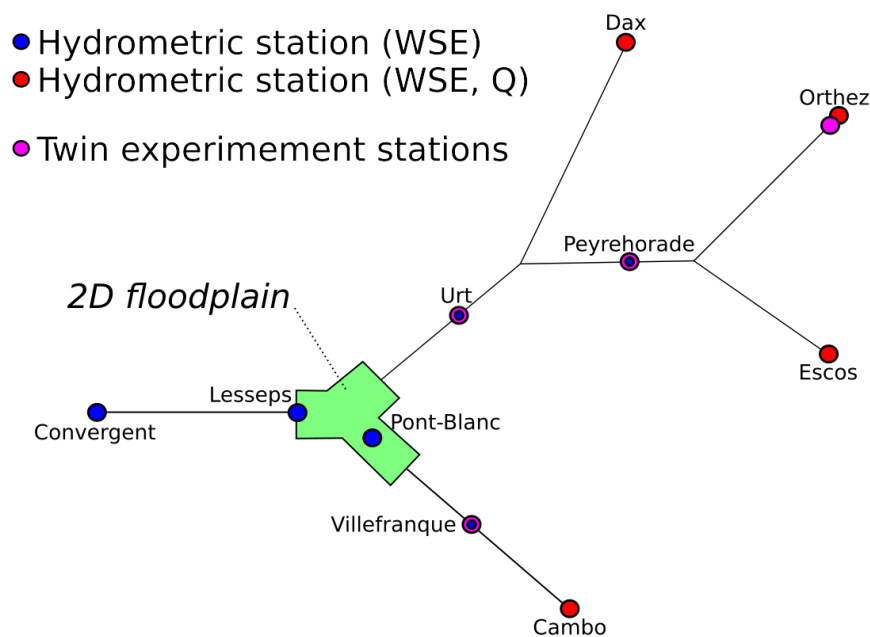 Hydrometric station (WSE)
Hydrometric station (WSE, Q)
Twin experimement stations
Dax
Orthez
Peyrehorade
2D floodplain
Urt
Escos
Lesseps
Pont-Blanc
Convergent
Villefranque
Cambo